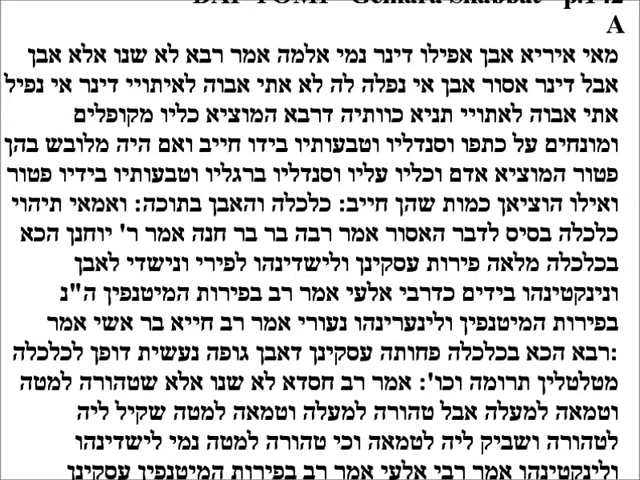 DAF YOMI - Gemara Shabbat - p.142
A
מאי איריא אבן אפילו דינר נמי אלמה אמר רבא לא שנו אלא אבן
אבל דינר אסור אבן אי נפלה לה לא אתי אבוה לאיתויי דינר אי נפיל
אתי אבוה לאתויי תניא כוותיה דרבא המוציא כליו מקופלים
ומונחים על כתפו וסנדליו וטבעותיו בידו חייב ואם היה מלובש בהן
פטור המוציא אדם וכליו עליו וסנדליו ברגליו וטבעותיו בידיו פטור
ואילו הוציאן כמות שהן חייב: כלכלה והאבן בתוכה: ואמאי תיהוי
כלכלה בסיס לדבר האסור אמר רבה בר בר חנה אמר ר' יוחנן הכא
בכלכלה מלאה פירות עסקינן ולישדינהו לפירי ונישדי לאבן
ונינקטינהו בידים כדרבי אלעי אמר רב בפירות המיטנפין ה"נ
בפירות המיטנפין ולינערינהו נעורי אמר רב חייא בר אשי אמר
:רבא הכא בכלכלה פחותה עסקינן דאבן גופה נעשית דופן לכלכלה
מטלטלין תרומה וכו': אמר רב חסדא לא שנו אלא שטהורה למטה
וטמאה למעלה אבל טהורה למעלה וטמאה למטה שקיל ליה
לטהורה ושביק ליה לטמאה וכי טהורה למטה נמי לישדינהו
ולינקטינהו אמר רבי אלעי אמר רב בפירות המיטנפין עסקינן